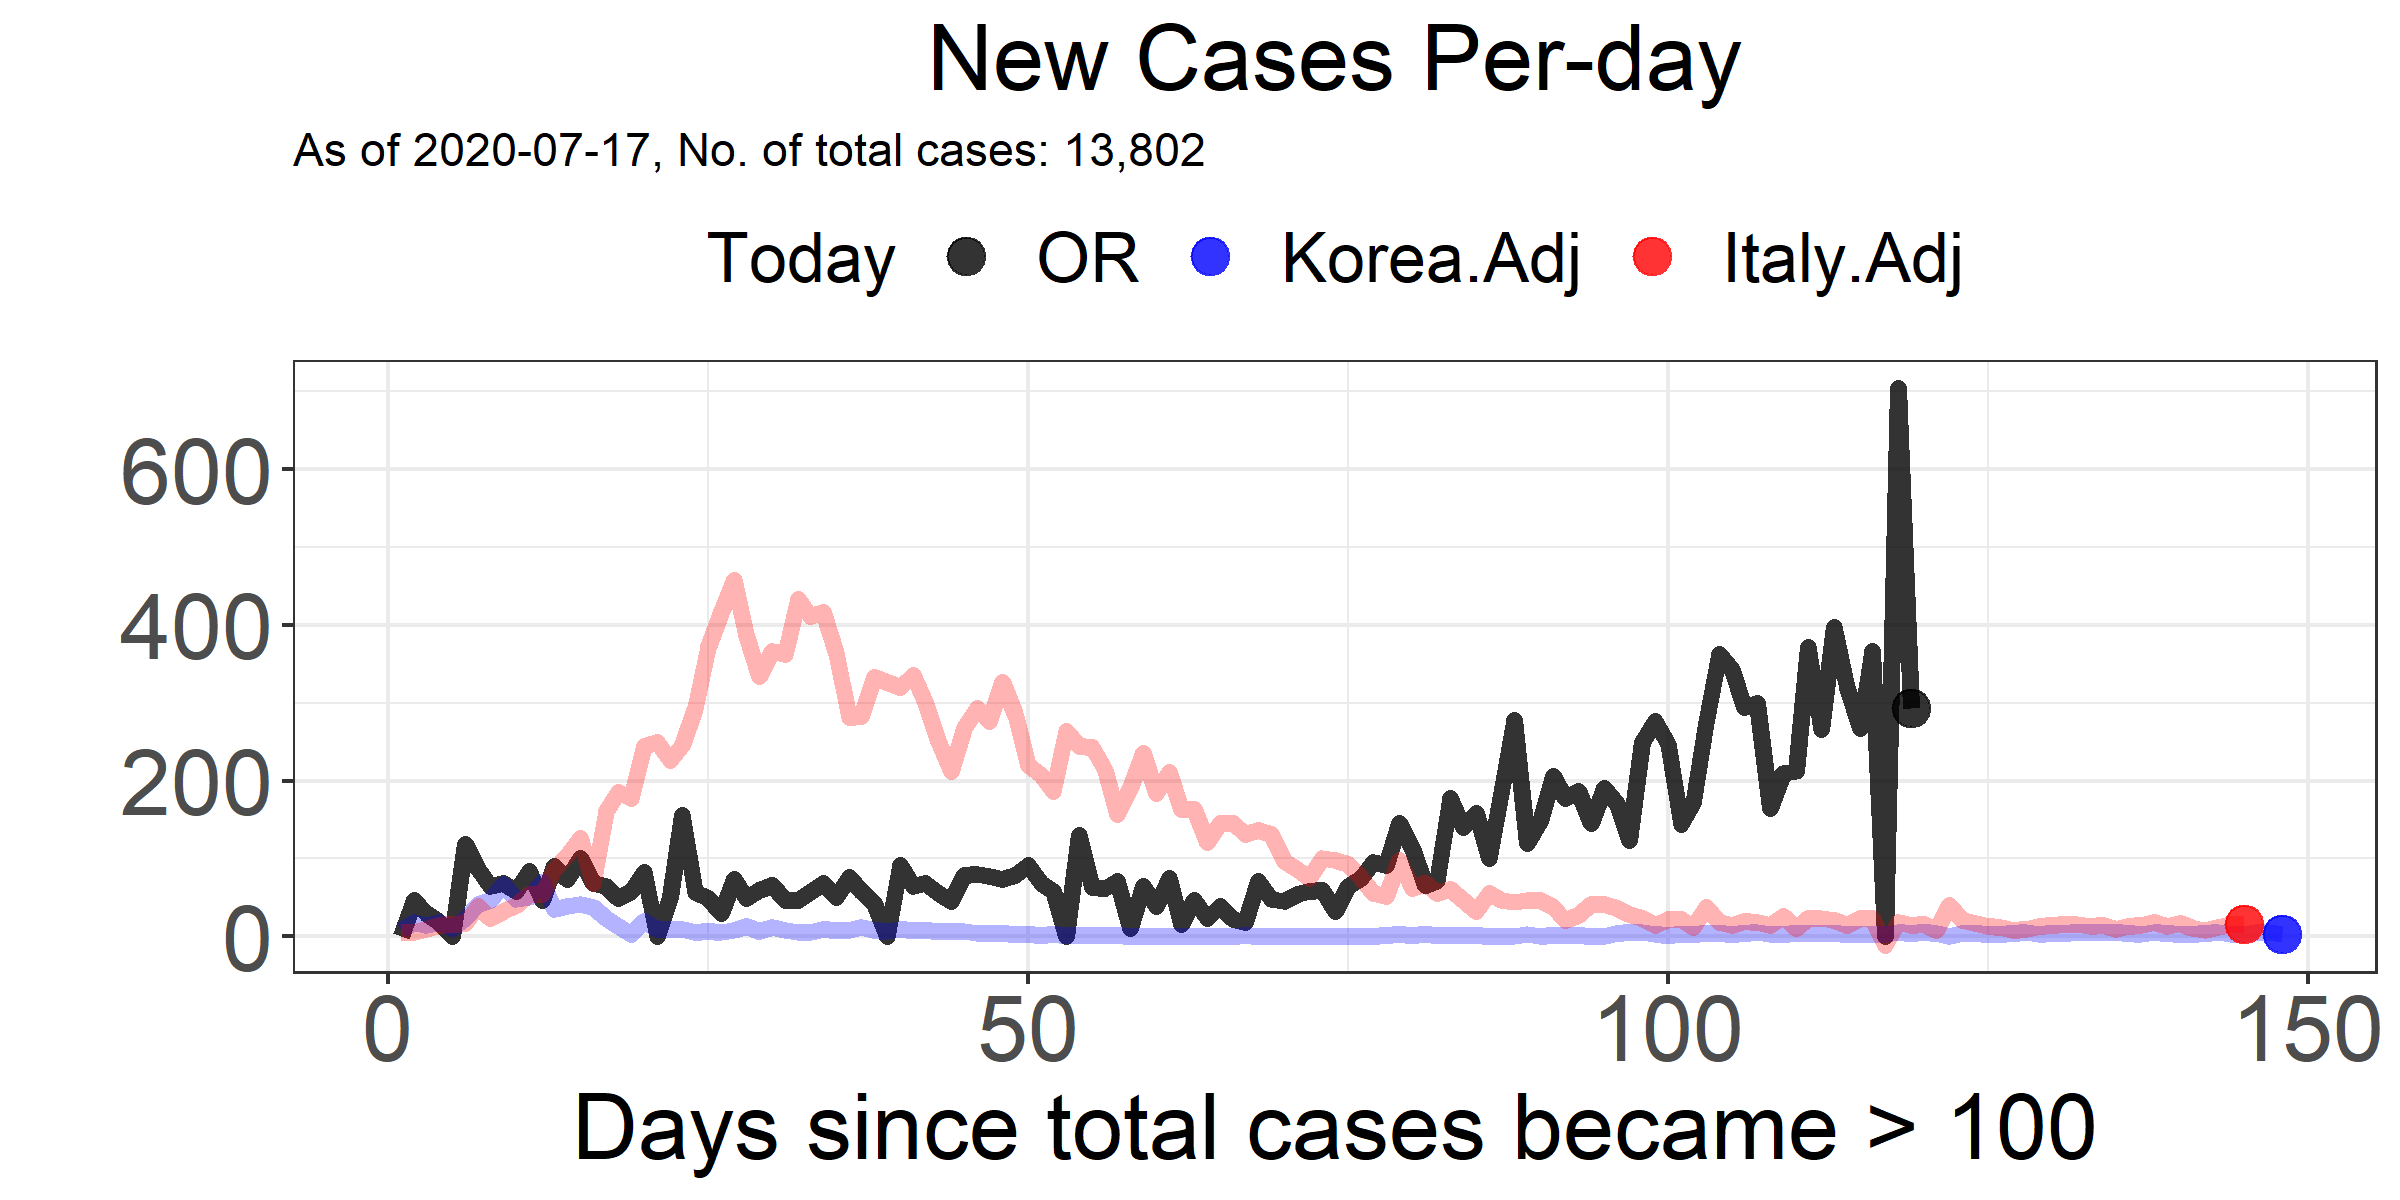 New Cases Per-day
As of 2020-07-17, No. of total cases: 13,802
Today OR Korea.Adj Italy.Adj
600
400
200
0
0 50 100 150
Days since total cases became > 100